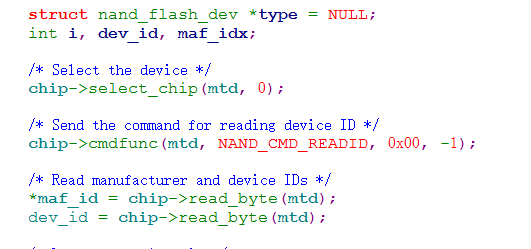 struct nand_flash_dev *type = NULL;
int i, dev_id, maf_idx;
/* Select the device */
chip->select_chip(mtd, 0);
/* Send the command for reading device ID */
chip->cmdfunc(mtd, NAND_CMD_READID, 0x00, -1);
/* Read manufacturer and device IDs */
*maf_id = chip->read_byte(mtd);
dev_id = chip->read_byte(mtd);